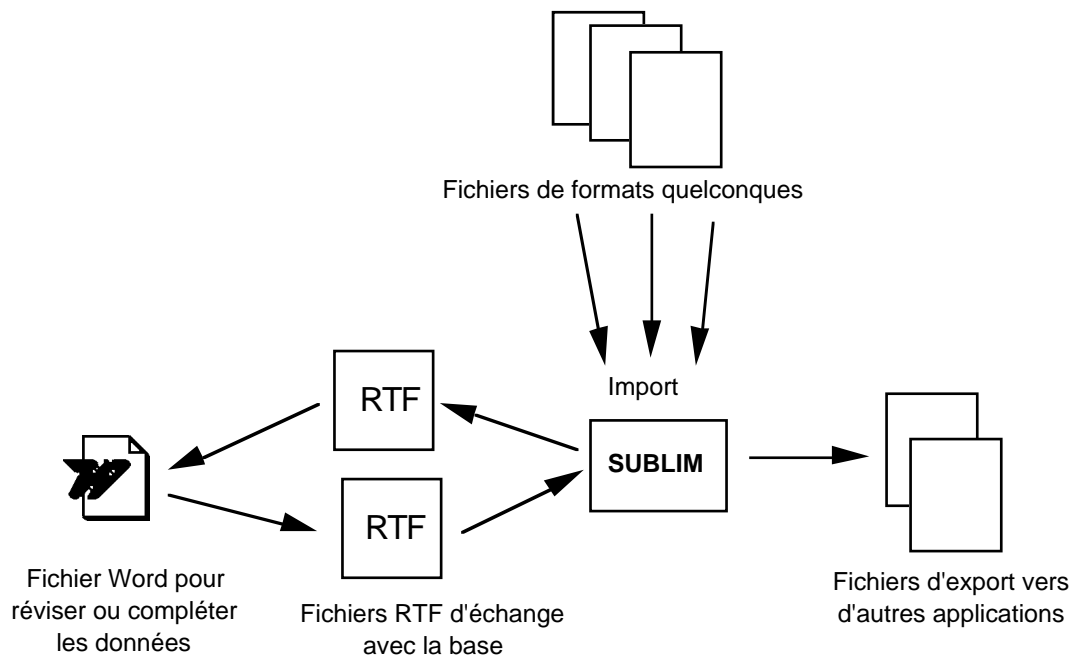 Fichiers de formats quelconques
Import
RTF
SUBLIM
RTF
Fichier Word pour
réviser ou compléter
les données
Fichiers RTF d'échange
avec la base
Fichiers d'export vers
d'autres applications